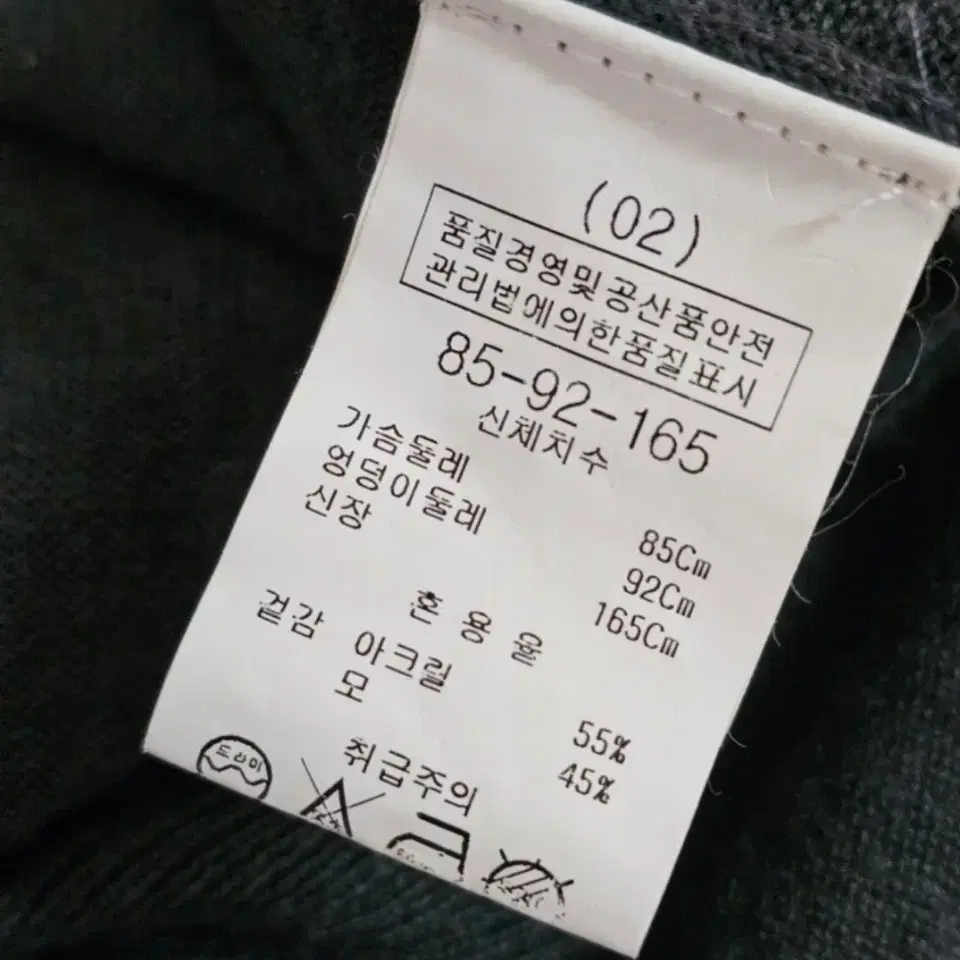 (02)
품질경영및공산품안전
관리법에의한품질표시
85-92-165
신체치수
가슴둘레 85Cm
엉덩이둘레 92Cm
신장 165Cm
혼 용 율
겉감 아크릴 55%
모 45%
취급주의
드라이